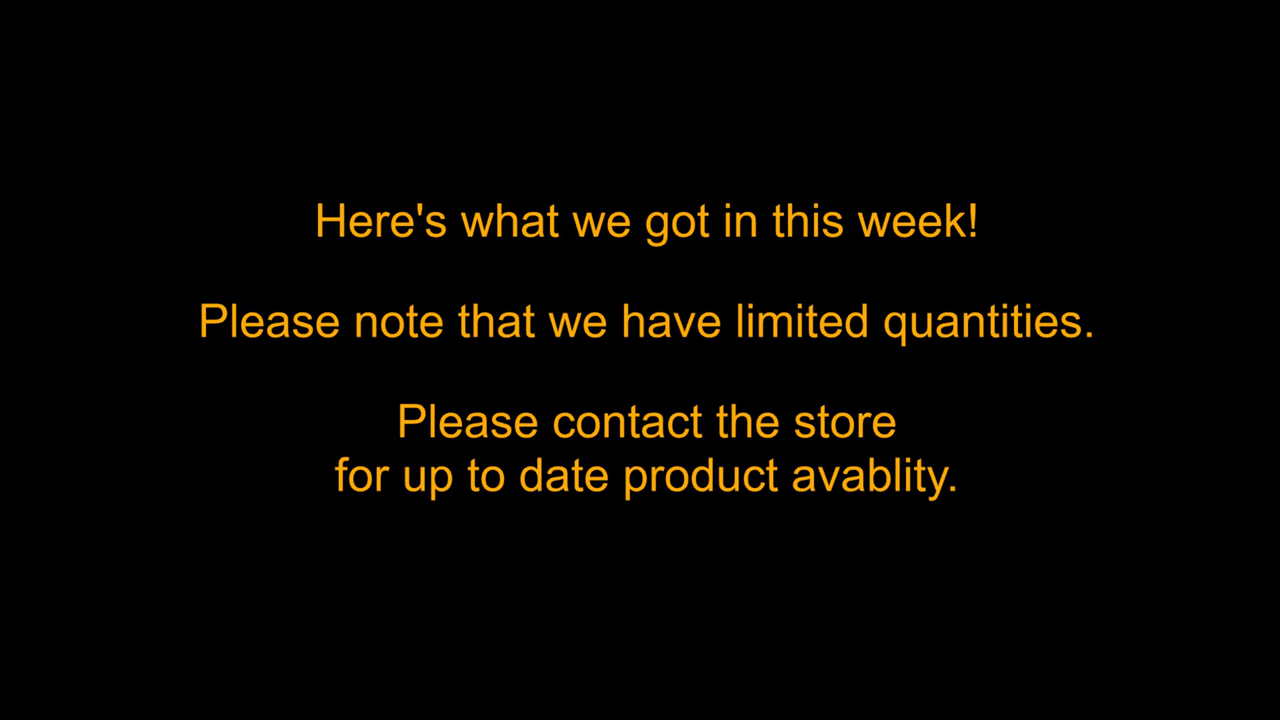 Here's what we got in this week!
Please note that we have limited quantities.
Please contact the store
for up to date product avablity.